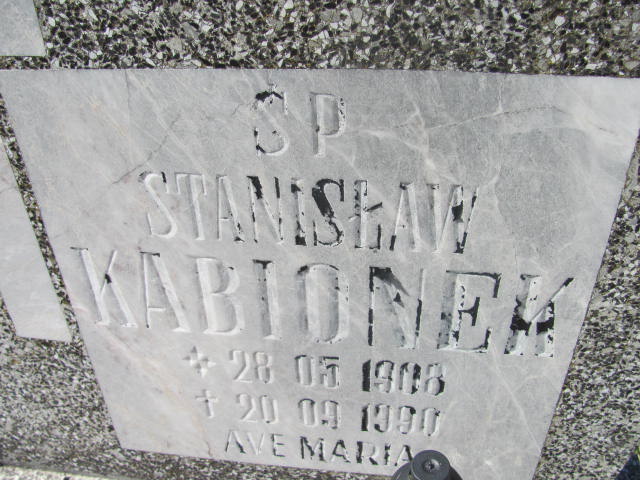 ŚP
STANISŁAW
KABIONEK
* 28 05 1908
† 20 09 1990
AVE MARIA